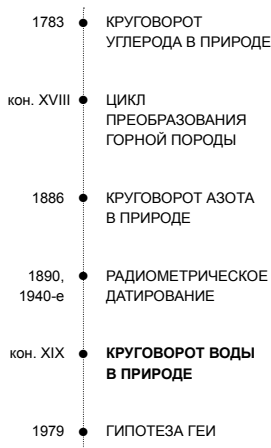 1783 КРУГОВОРОТ
УГЛЕРОДА В ПРИРОДЕ
кон. XVIII ЦИКЛ
ПРЕОБРАЗОВАНИЯ
ГОРНОЙ ПОРОДЫ
1886 КРУГОВОРОТ АЗОТА
В ПРИРОДЕ
1890, РАДИОМЕТРИЧЕСКОЕ
1940-е ДАТИРОВАНИЕ
кон. XIX КРУГОВОРОТ ВОДЫ
В ПРИРОДЕ
1979 ГИПОТЕЗА ГЕИ